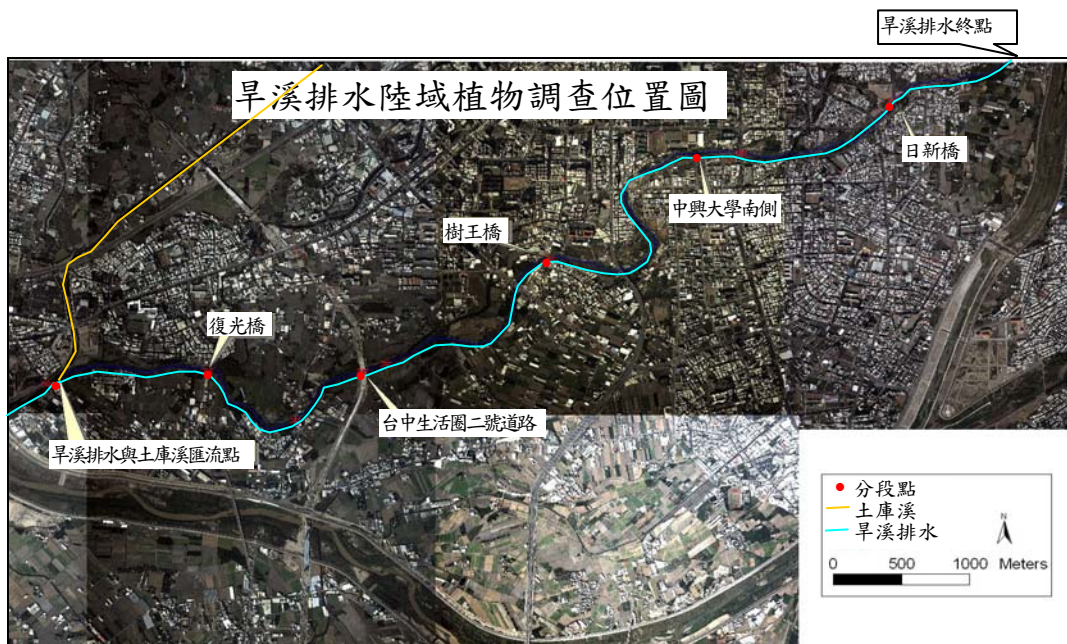 旱溪排水終點
旱溪排水陸域植物調查位置圖
日新橋
中興大學南側
樹王橋
復光橋
台中生活圈二號道路
旱溪排水與土庫溪匯流點
分段點
土庫溪
旱溪排水
N
0 500 1000 Meters